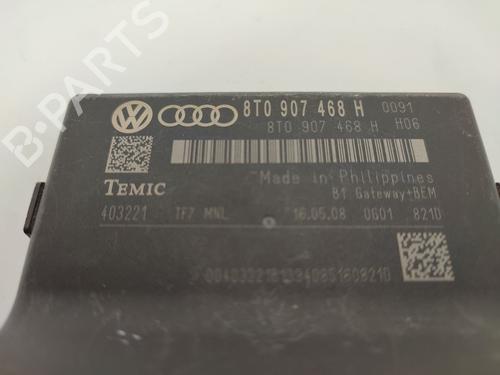 8T0 907 468 H 0091
8T0 907 468 H H06
TEMIC
Made in Philippines
B1 Gateway+BEM
403221 TF7 MNL 16.05.08 0601 821D
B-PARTS